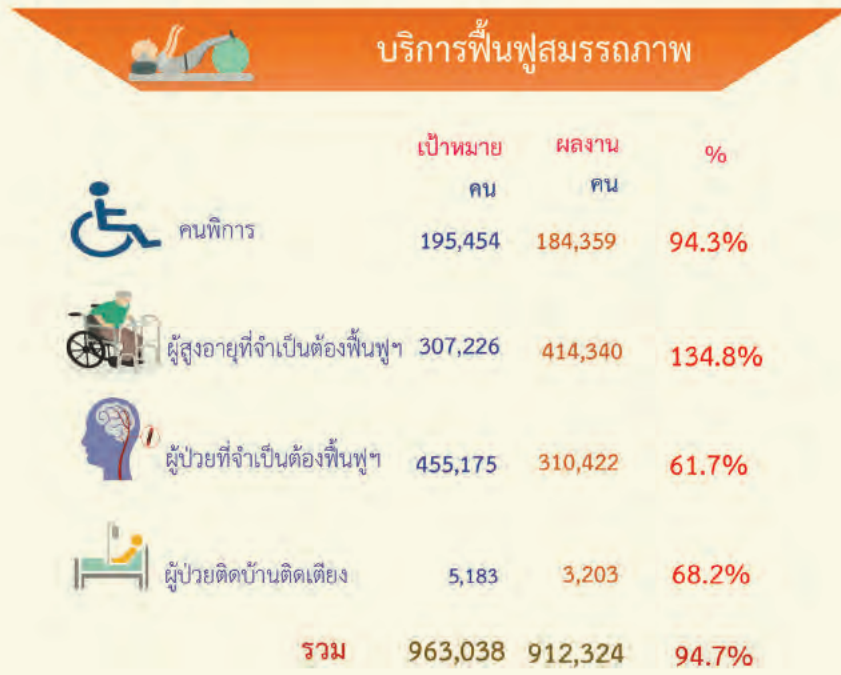 บริการฟื้นฟูสมรรถภาพ
เป้าหมาย ผลงาน %
คน คน
คนพิการ 195,454 184,359 94.3%
ผู้สูงอายุที่จำเป็นต้องฟื้นฟูฯ 307,226 414,340 134.8%
ผู้ป่วยที่จำเป็นต้องฟื้นฟูฯ 455,175 310,422 61.7%
ผู้ป่วยติดบ้านติดเตียง 5,183 3,203 68.2%
รวม 963,038 912,324 94.7%